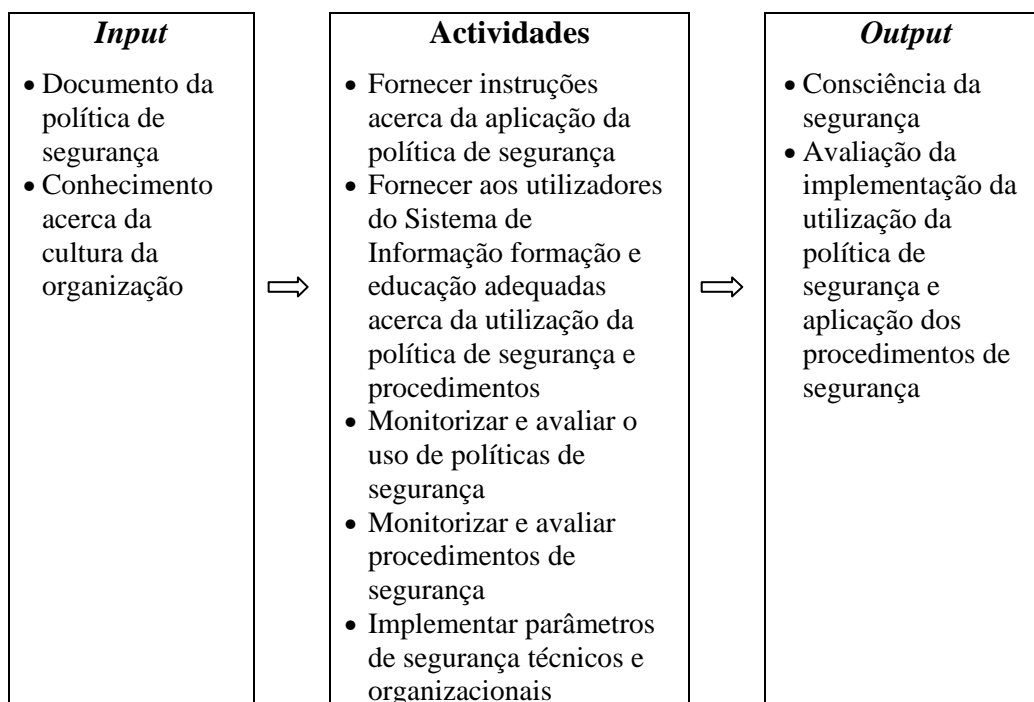 Input
• Documento da
política de
segurança
• Conhecimento
acerca da
cultura da
organização
Actividades
• Fornecer instruções
acerca da aplicação da
política de segurança
• Fornecer aos utilizadores
do Sistema de
Informação formação e
educação adequadas
acerca da utilização da
política de segurança e
procedimentos
• Monitorizar e avaliar o
uso de políticas de
segurança
• Monitorizar e avaliar
procedimentos de
segurança
• Implementar parâmetros
de segurança técnicos e
organizacionais
Output
• Consciência da
segurança
• Avaliação da
implementação da
utilização da
política de
segurança e
aplicação dos
procedimentos de
segurança